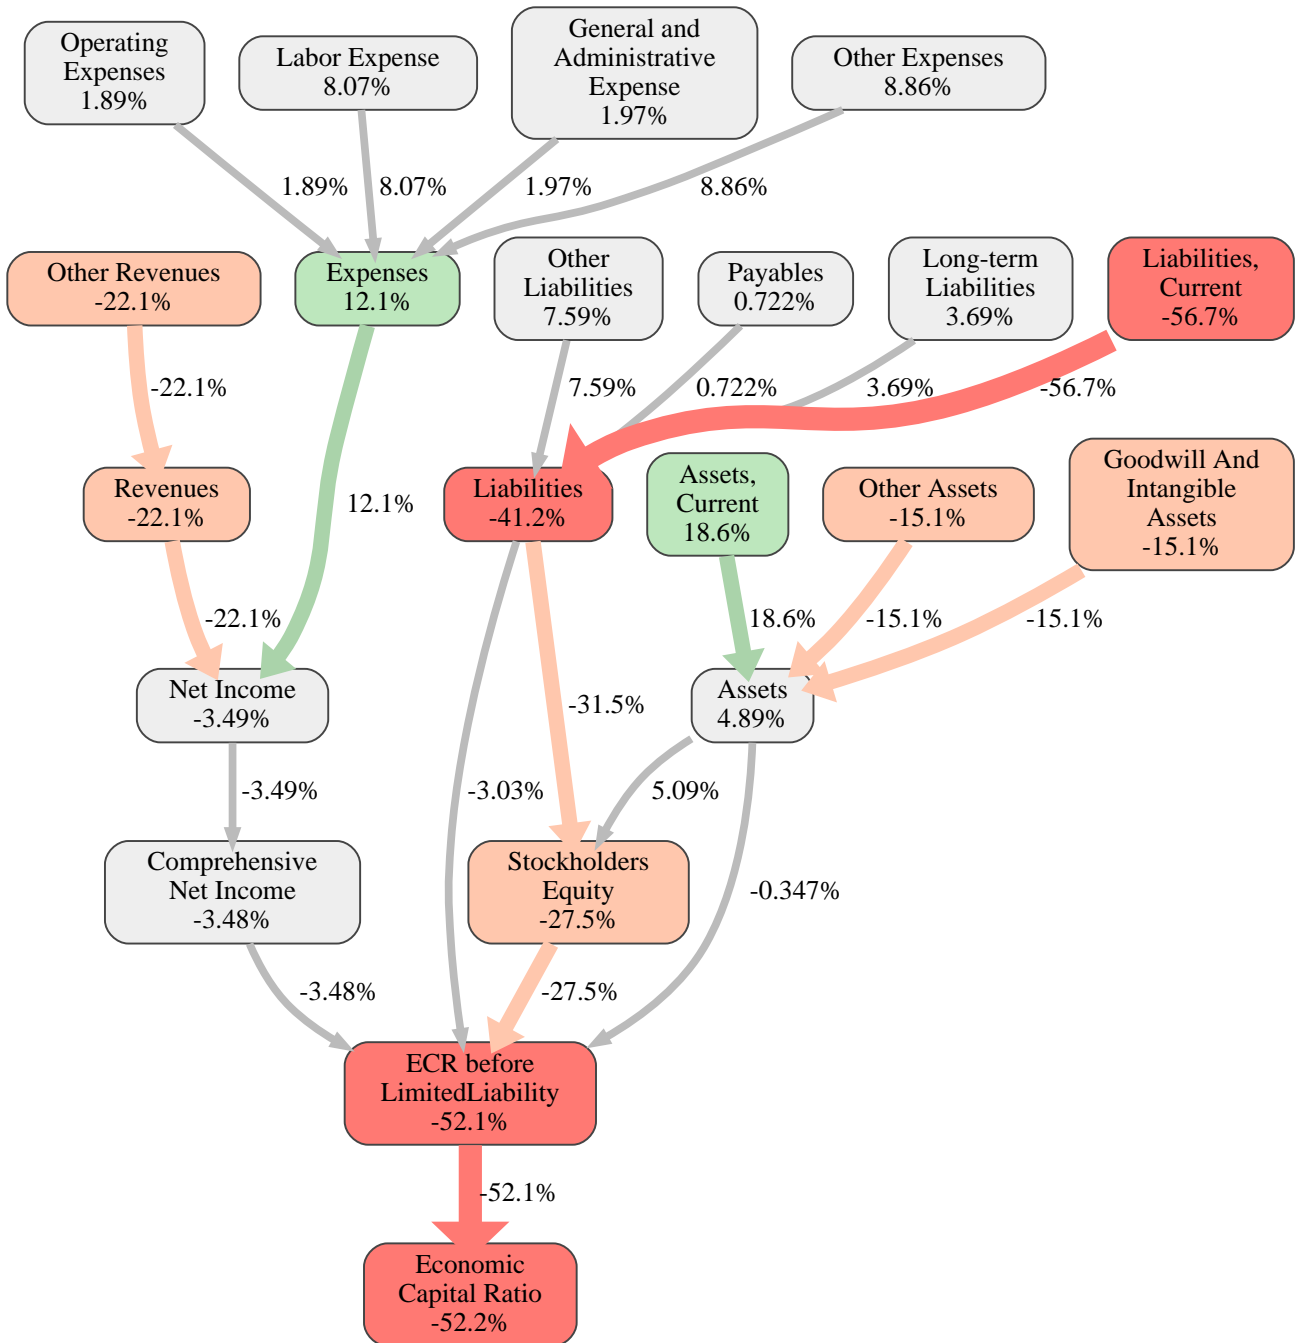 Operating
Expenses
1.89%
Labor Expense
8.07%
General and
Administrative
Expense
1.97%
Other Expenses
8.86%
1.89%
8.07%
1.97%
8.86%
Other Revenues
-22.1%
Expenses
12.1%
Other
Liabilities
7.59%
Payables
0.722%
Long-term
Liabilities
3.69%
Liabilities,
Current
-56.7%
-22.1%
7.59%
0.722%
3.69%
-56.7%
Revenues
-22.1%
12.1%
Liabilities
-41.2%
Assets,
Current
18.6%
Other Assets
-15.1%
Goodwill And
Intangible
Assets
-15.1%
-22.1%
18.6%
-15.1%
-15.1%
Net Income
-3.49%
-31.5%
Assets
4.89%
-3.49%
-3.03%
5.09%
Comprehensive
Net Income
-3.48%
Stockholders
Equity
-27.5%
-0.347%
-3.48%
-27.5%
ECR before
LimitedLiability
-52.1%
-52.1%
Economic
Capital Ratio
-52.2%